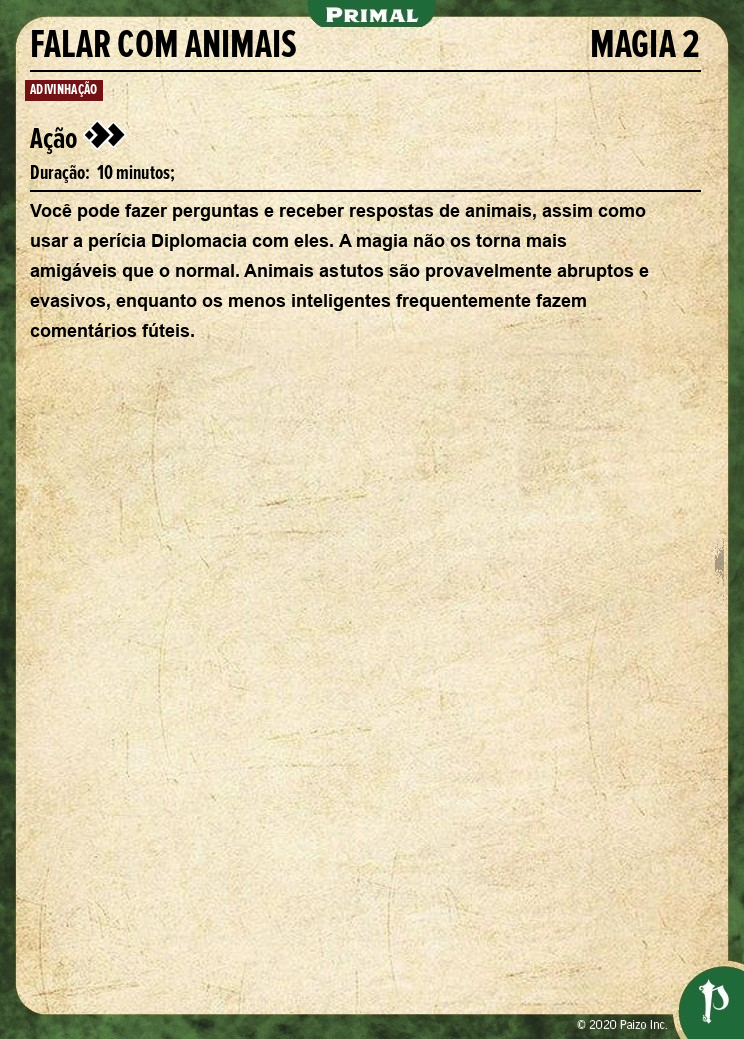 PRIMAL
FALAR COM ANIMAIS MAGIA 2
ADIVINHAÇÃO
Ação
Duração: 10 minutos;
Você pode fazer perguntas e receber respostas de animais, assim como
usar a perícia Diplomacia com eles. A magia não os torna mais
amigáveis que o normal. Animais astutos são provavelmente abruptos e
evasivos, enquanto os menos inteligentes frequentemente fazem
comentários fúteis.
© 2020 Paizo Inc.